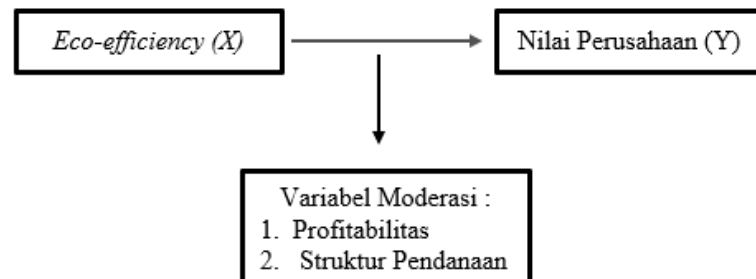 Eco-efficiency (X)
Nilai Perusahaan (Y)
Variabel Moderasi :
1. Profitabilitas
2. Struktur Pendanaan